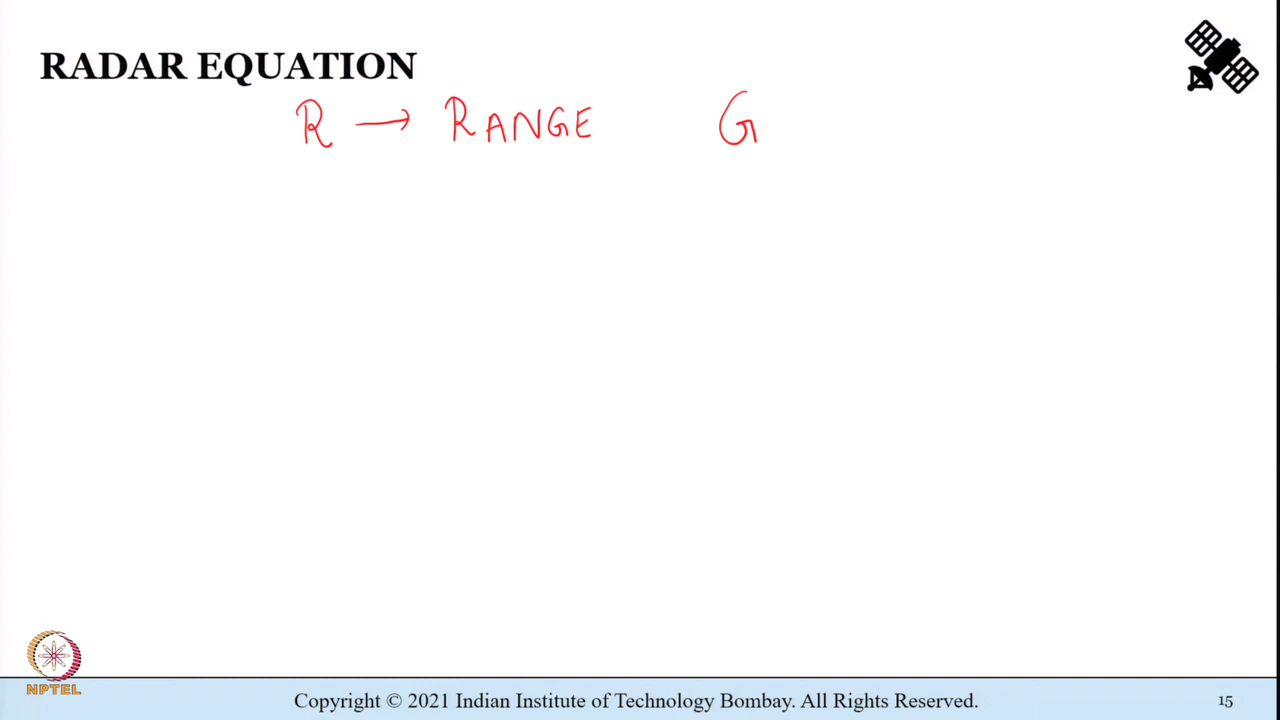 RADAR EQUATION
R → RANGE G
NPTEL
Copyright © 2021 Indian Institute of Technology Bombay. All Rights Reserved.
15